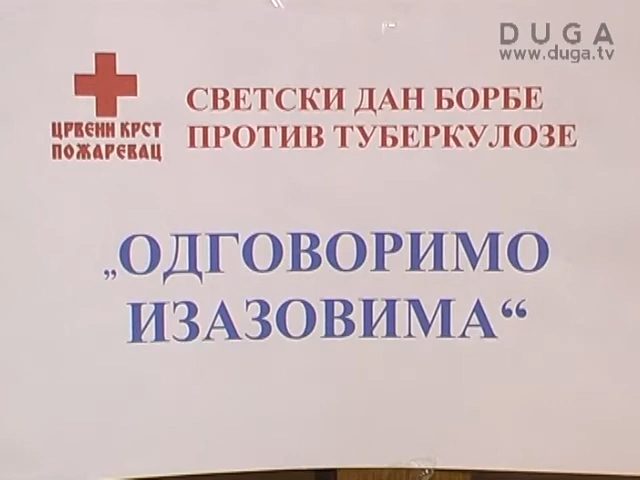 DUGA
www.duga.tv
ЦРВЕНИ КРСТ
ПОЖАРЕВАЦ
СВЕТСКИ ДАН БОРБЕ
ПРОТИВ ТУБЕРКУЛОЗЕ
„ОДГОВОРИМО
ИЗАЗОВИМА“